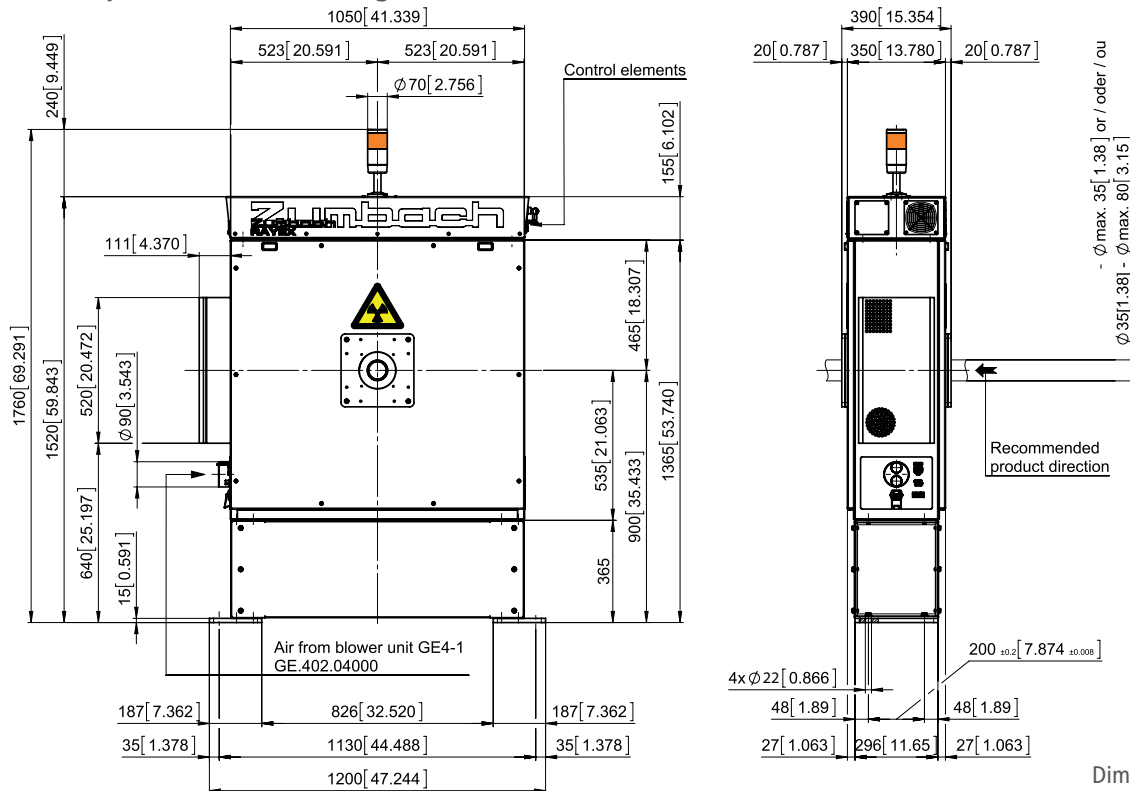 1050[41.339]
523[20.591]
523[20.591]
Ø70[2.756]
Control elements
240[9.449]
155[6.102]
Zumbach
RAYEX
111[4.370]
465[18.307]
1760[69.291]
1520[59.843]
520[20.472]
Ø90[3.543]
640[25.197]
15[0.591]
535[21.063]
900[35.433]
1365[53.740]
365
Air from blower unit GE4-1
GE.402.04000
187[7.362]
826[32.520]
187[7.362]
35[1.378]
1130[44.488]
35[1.378]
1200[47.244]
390[15.354]
20[0.787]
350[13.780]
20[0.787]
- Ømax. 35[1.38] or / oder / ou
Ø35[1.38] - Ømax. 80[3.15]
Recommended
product direction
200 ±0.2[7.874 ±0.008]
4xØ22[0.866]
48[1.89]
48[1.89]
27[1.063]
296[11.65]
27[1.063]
Dim